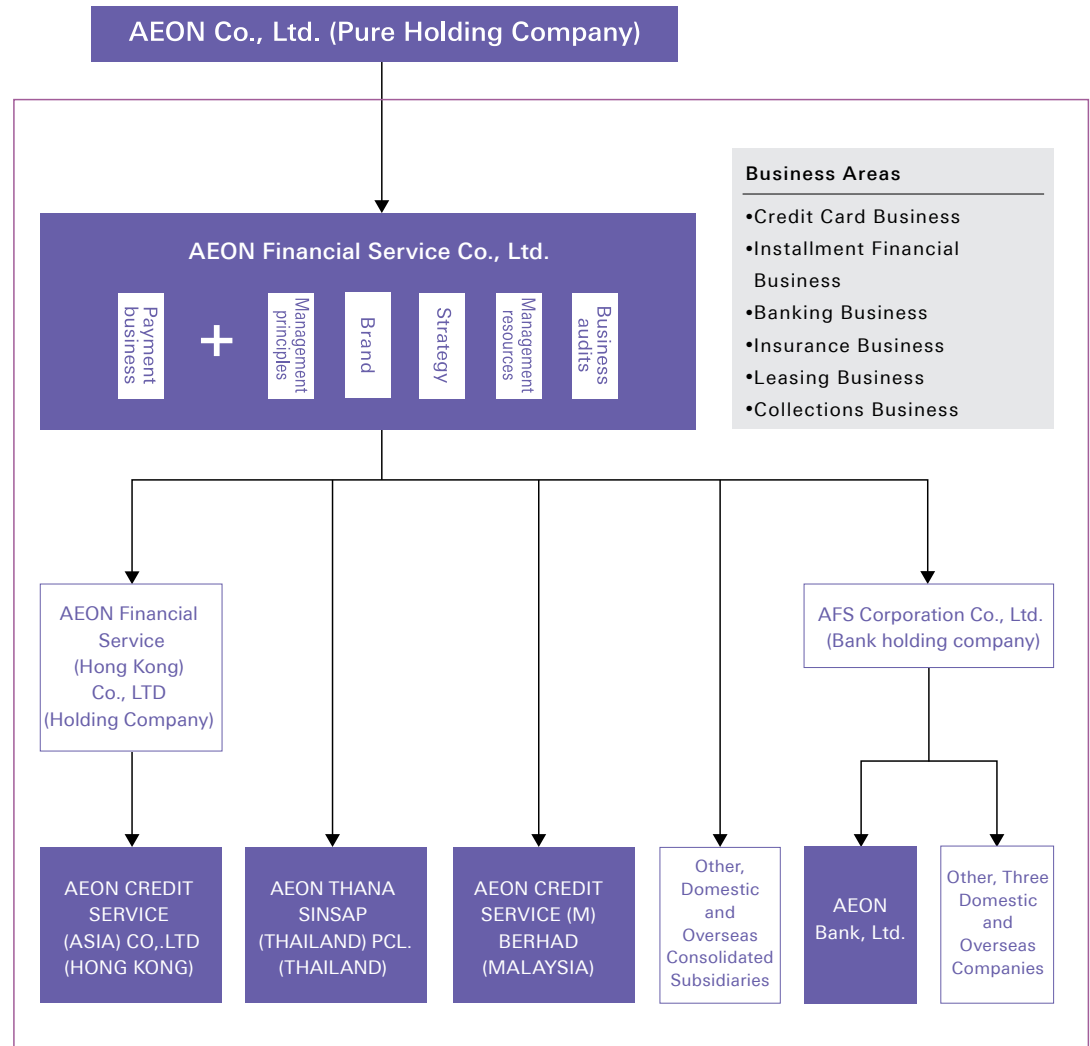 AEON Co., Ltd. (Pure Holding Company)
Business Areas
•Credit Card Business
•Installment Financial
Business
•Banking Business
•Insurance Business
•Leasing Business
•Collections Business
AEON Financial Service Co., Ltd.
Payment
business
+
Management
principles
Brand
Strategy
Management
resources
Business
audits
AEON Financial
Service
(Hong Kong)
Co., LTD
(Holding Company)
AFS Corporation Co., Ltd.
(Bank holding company)
AEON CREDIT
SERVICE
(ASIA) CO,.LTD
(HONG KONG)
AEON THANA
SINSAP
(THAILAND) PCL.
(THAILAND)
AEON CREDIT
SERVICE (M)
BERHAD
(MALAYSIA)
Other,
Domestic
and
Overseas
Consolidated
Subsidiaries
AEON
Bank, Ltd.
Other, Three
Domestic
and
Overseas
Companies